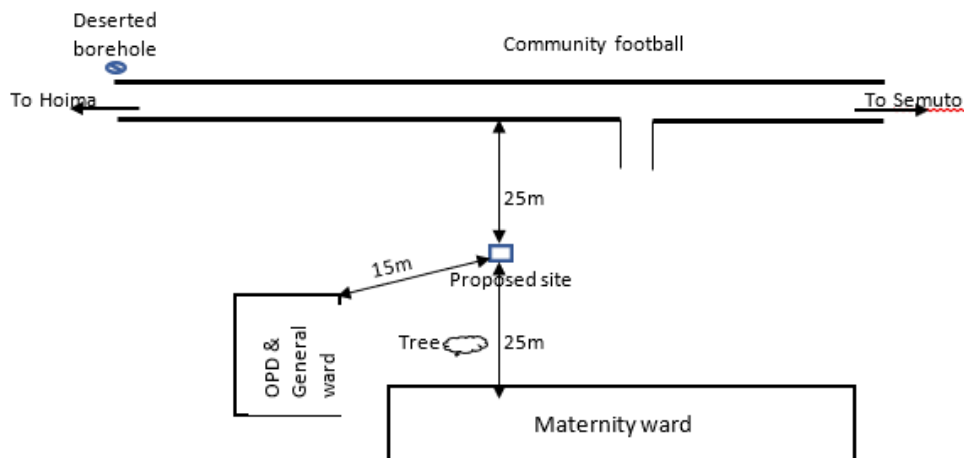 Deserted
borehole
Community football
To Hoima
To Semuto
25m
15m
Proposed site
OPD &
General
ward
Tree
25m
Maternity ward